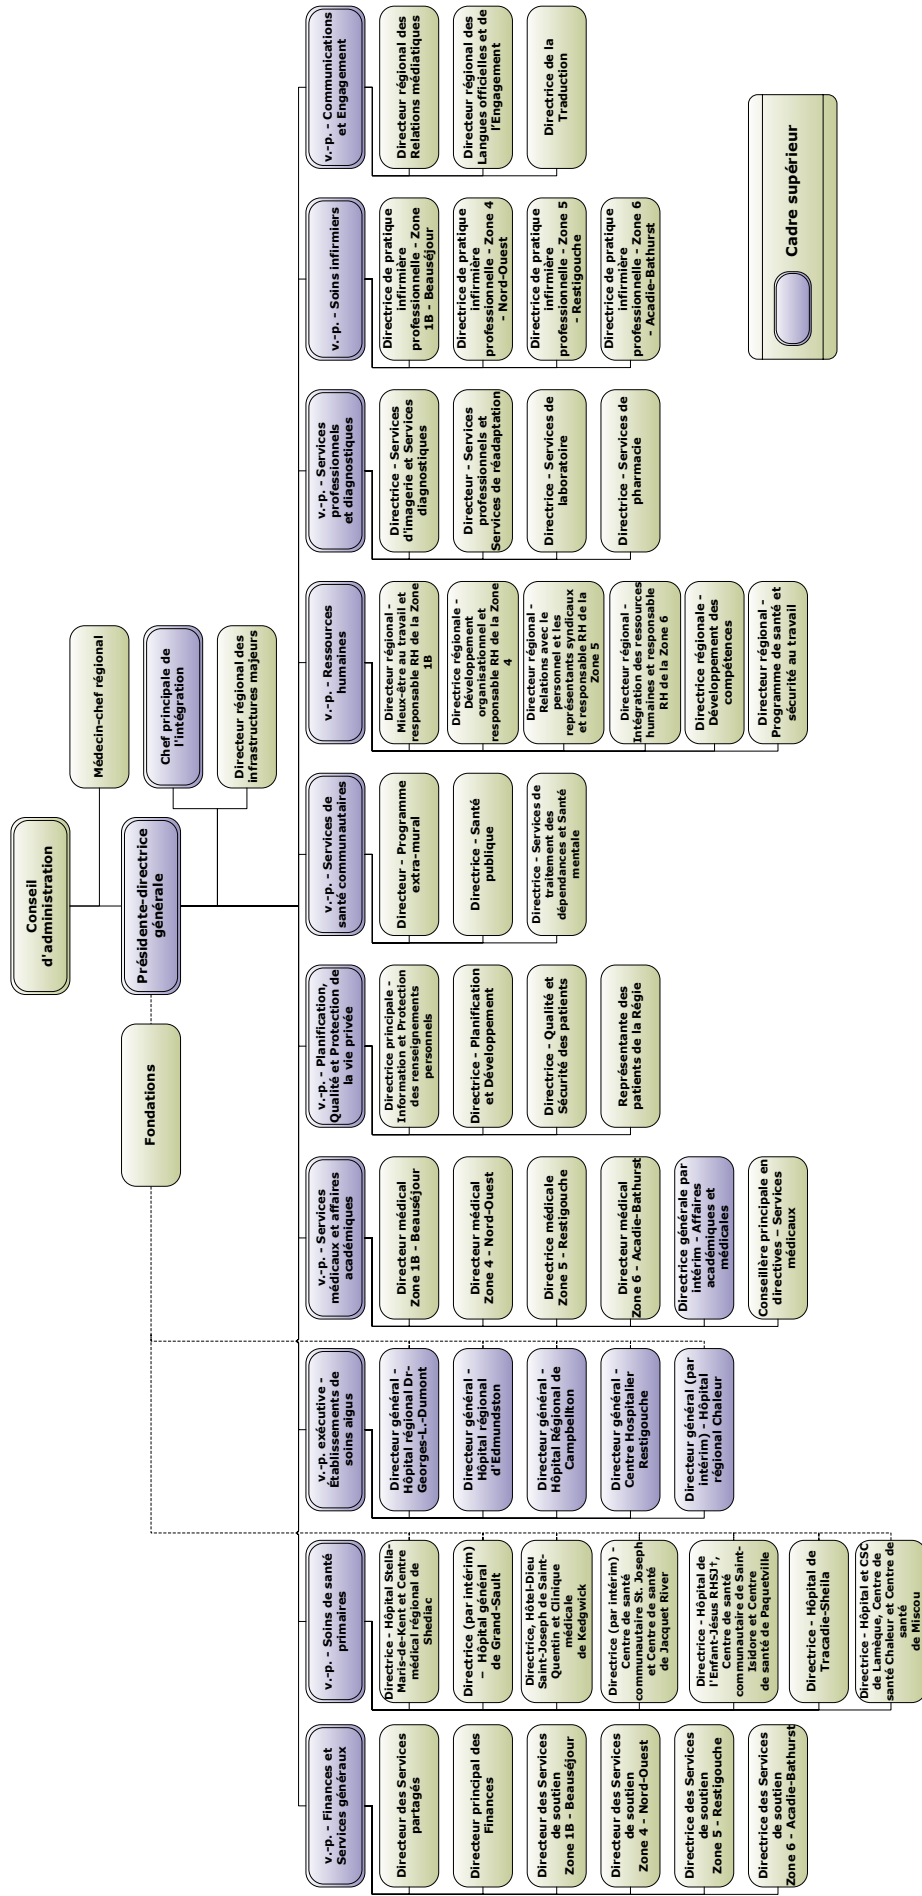 Conseil
d'administration
Médecin-chef régional
Présidente-directrice
générale
Chef principale de
l'intégration
Directeur régional des
infrastructures majeurs
Fondations
v.-p. - Finances et
Services généraux
Directeur des Services
partagés
Directeur principal des
Finances
Directeur des Services
de soutien
Zone 1B - Beauséjour
Directeur des Services
de soutien
Zone 4 - Nord-Ouest
Directrice des Services
de soutien
Zone 5 - Restigouche
Directrice des Services
de soutien
Zone 6 - Acadie-Bathurst
v.-p. - Soins de santé
primaires
Directrice - Hôpital Stella-
Maris-de-Kent et Centre
médical régional de
Shediac
Directrice (par intérim)
– Hôpital général
de Grand-Sault
Directrice, Hôtel-Dieu
Saint-Joseph de Saint-
Quentin et Clinique
médicale
de Kedgwick
Directrice (par intérim) –
Centre de santé
communautaire St. Joseph
et Centre de santé
de Jacquet River
Directrice - Hôpital de
l'Enfant-Jésus RHSJ†,
Centre de santé
communautaire de Saint-
Isidore et Centre
de santé de Paquetville
Directrice - Hôpital de
Tracadie-Sheila
Directrice - Hôpital et CSC
de Lamèque, Centre de
santé Chaleur et Centre de
santé
de Miscou
v.-p. exécutive –
Établissements de
soins aigus
Directeur général -
Hôpital régional Dr-
Georges-L.-Dumont
Directeur général -
Hôpital régional
d'Edmundston
Directeur général -
Hôpital Régional de
Campbellton
Directeur général -
Centre Hospitalier
Restigouche
Directeur général (par
intérim) - Hôpital
régional Chaleur
v.-p. - Services
médicaux et affaires
académiques
Directeur médical
Zone 1B - Beauséjour
Directeur médical
Zone 4 - Nord-Ouest
Directrice médicale
Zone 5 - Restigouche
Directeur médical
Zone 6 - Acadie-Bathurst
Directrice générale par
intérim - Affaires
académiques et
médicales
Conseillère principale en
directives – Services
médicaux
v.-p. - Planification,
Qualité et Protection de
la vie privée
Directrice principale -
Information et Protection
des renseignements
personnels
Directrice - Planification
et Développement
Directrice - Qualité et
Sécurité des patients
Représentante des
patients de la Régie
v.-p. - Services de
santé communautaires
Directeur – Programme
extra-mural
Directrice - Santé
publique
Directrice - Services de
traitement des
dépendances et Santé
mentale
v.-p. - Ressources
humaines
Directeur régional -
Mieux-être au travail et
responsable RH de la Zone
1B
Directrice régionale -
Développement
organisationnel et
responsable RH de la Zone
4
Directeur régional -
Relations avec le
personnel et les
représentants syndicaux
et responsable RH de la
Zone 5
Directeur régional -
Intégration des ressources
humaines et responsable
RH de la Zone 6
Directrice régionale -
Développement des
compétences
Directeur régional -
Programme de santé et
sécurité au travail
v.-p. - Services
professionnels
et diagnostiques
Directrice - Services
d'imagerie et Services
diagnostiques
Directeur - Services
professionnels et
Services de réadaptation
Directrice - Services de
laboratoire
Directrice - Services de
pharmacie
v.-p. - Soins infirmiers
Directrice de pratique
infirmière
professionnelle - Zone
1B - Beauséjour
Directrice de pratique
infirmière
professionnelle - Zone 4
- Nord-Ouest
Directrice de pratique
infirmière
professionnelle - Zone 5
- Restigouche
Directrice de pratique
infirmière
professionnelle - Zone 6
- Acadie-Bathurst
v.-p. - Communications
et Engagement
Directeur régional des
Relations médiatiques
Directeur régional des
Langues officielles et de
l'Engagement
Directrice de la
Traduction
Cadre supérieur